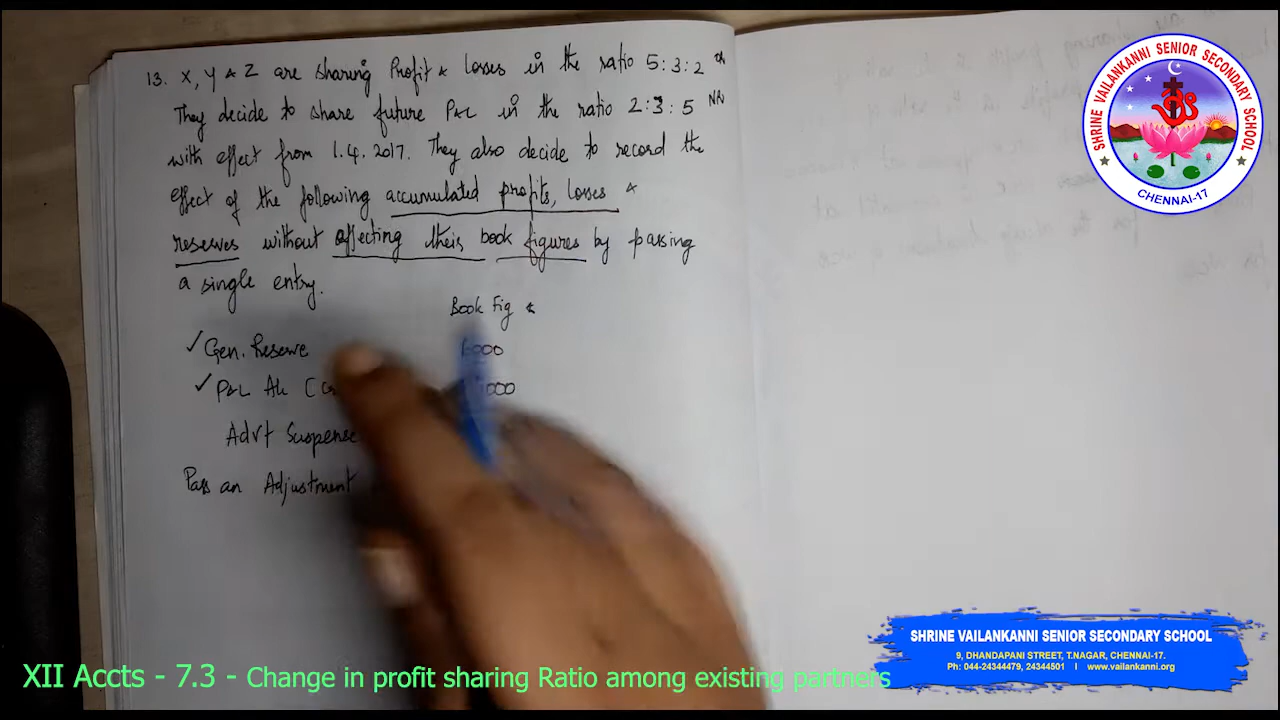 13. X, Y & Z are sharing Profit & losses in the ratio 5:3:2 OR
They decide to share future P&L in the ratio 2:3:5 NR
with effect from 1.4.2017. They also decide to record the
effect of the following accumulated profits, losses &
reserves without affecting their book figures by passing
a single entry.
Book Fig
✓ Gen. Reserve 000
✓ P&L A/c 000
Advt Suspense
Pass an Adjustment
SHRINE VAILANKANNI SENIOR SECONDARY SCHOOL
CHENNAI-17
SHRINE VAILANKANNI SENIOR SECONDARY SCHOOL
9, DHANDAPANI STREET, T.NAGAR, CHENNAI-17.
Ph: 044-24344479, 24344501 I www.vailankanni.org
XII Accts - 7.3 - Change in profit sharing Ratio among existing partners